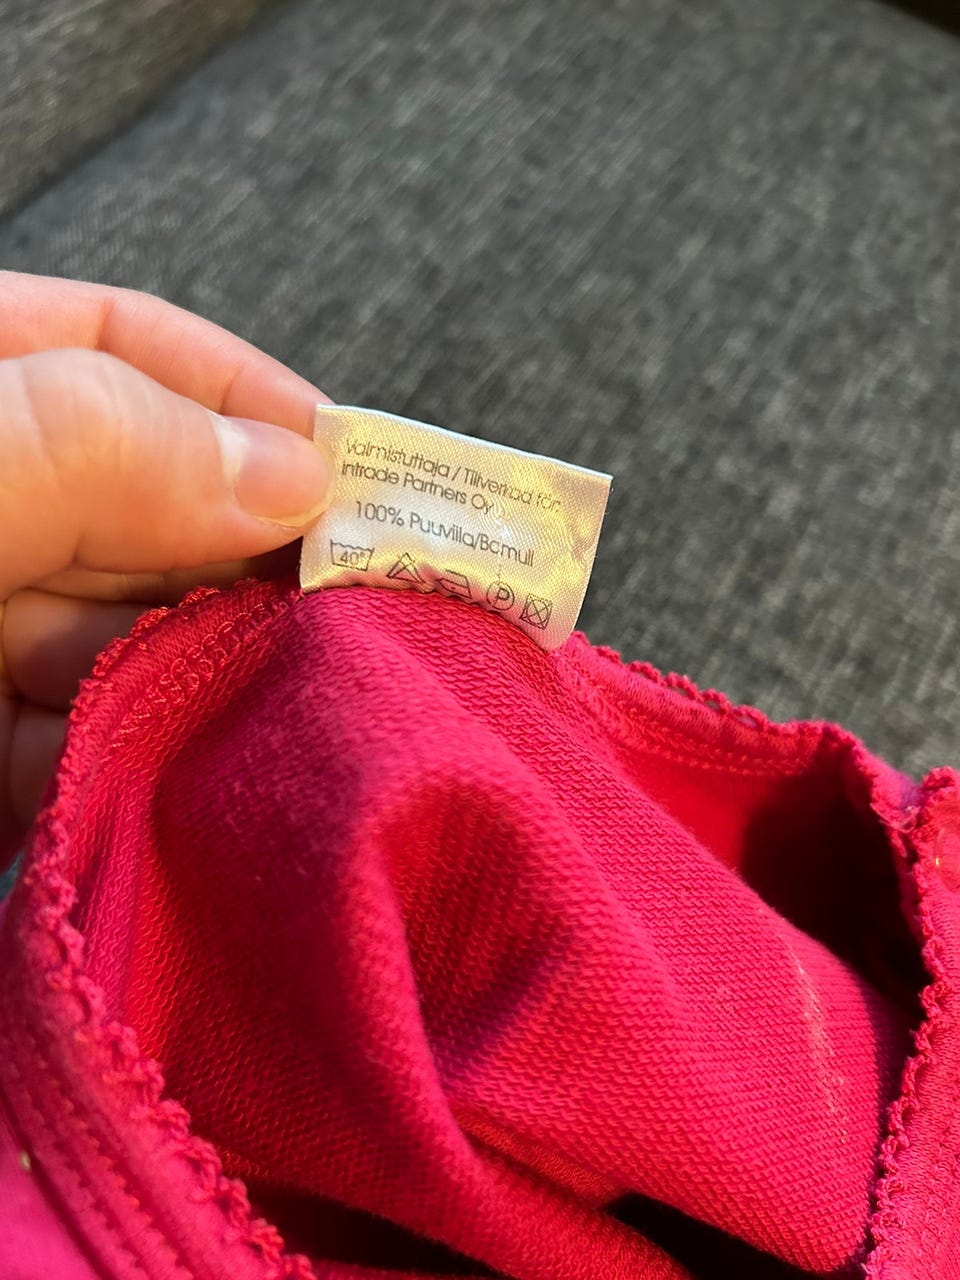 Valmistuttaja / Tillverkad för:
Intrade Partners Oy
100% Puuvilla/Bomull
40° P